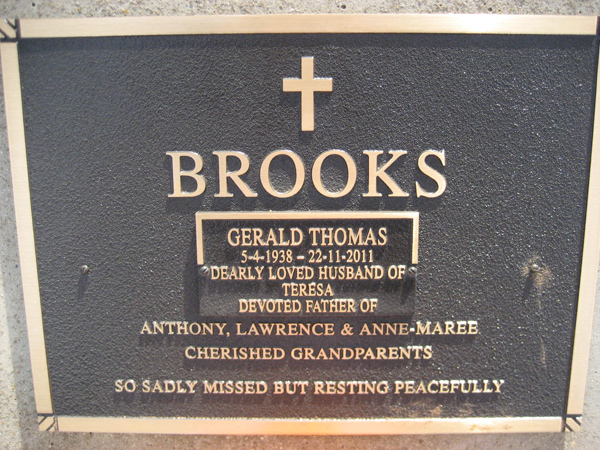 BROOKS
GERALD THOMAS
5-4-1938 - 22-11-2011
DEARLY LOVED HUSBAND OF
TERESA
DEVOTED FATHER OF
ANTHONY, LAWRENCE & ANNE-MAREE
CHERISHED GRANDPARENTS
SO SADLY MISSED BUT RESTING PEACEFULLY